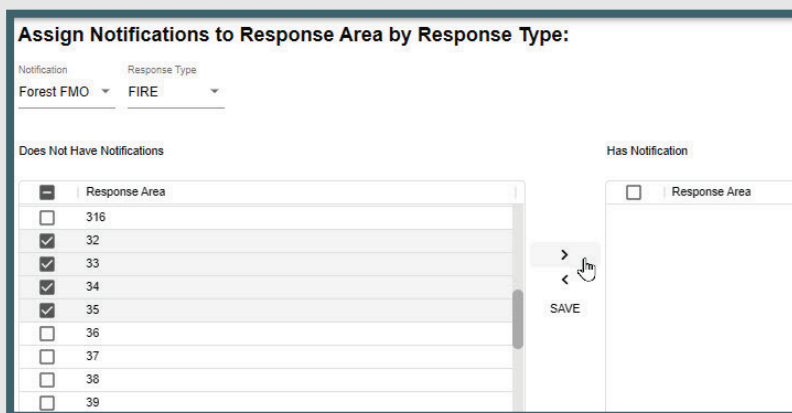 Assign Notifications to Response Area by Response Type:
Notification Response Type
Forest FMO FIRE
Does Not Have Notifications Has Notification
Response Area Response Area
316
32
33
34
35 SAVE
36
37
38
39